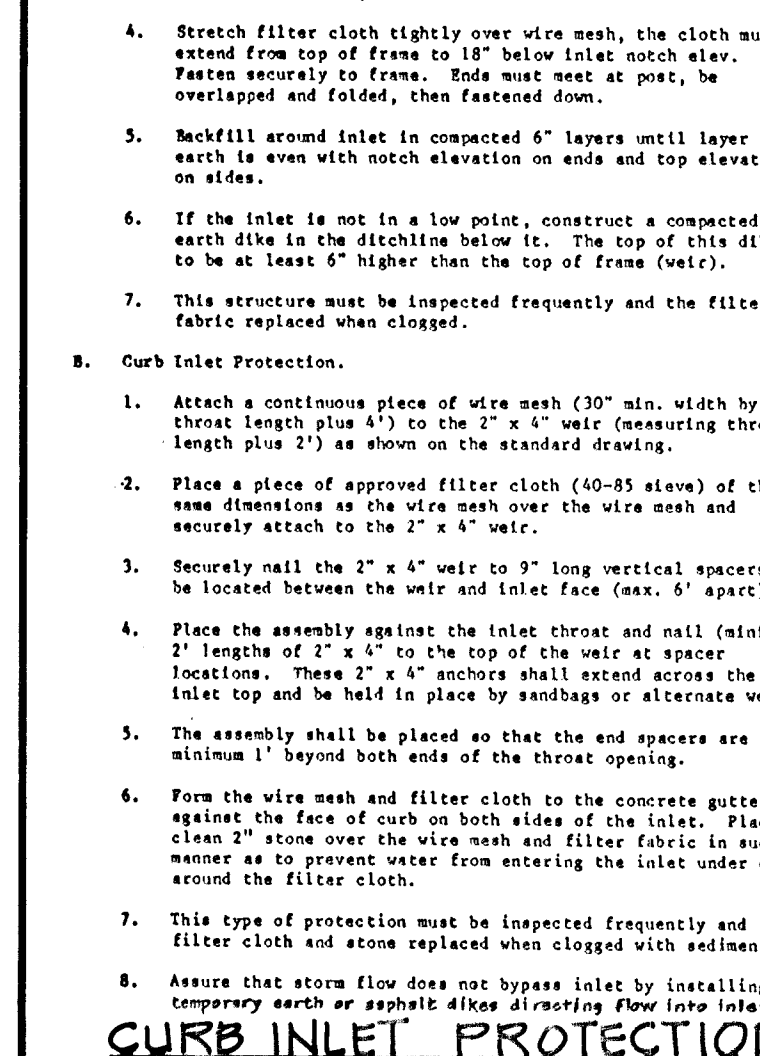 4. Stretch filter cloth tightly over wire mesh, the cloth mu
extend from top of frame to 18" below inlet notch elev.
Fasten securely to frame. Ends must meet at post, be
overlapped and folded, then fastened down.
5. Backfill around inlet in compacted 6" layers until layer
earth is even with notch elevation on ends and top elevat
on sides.
6. If the inlet is not in a low point, construct a compacted
earth dike in the ditchline below it. The top of this di
to be at least 6" higher than the top of frame (weir).
7. This structure must be inspected frequently and the filte
fabric replaced when clogged.
B. Curb Inlet Protection.
1. Attach a continuous piece of wire mesh (30" min. width by
throat length plus 4') to the 2" x 4" weir (measuring thro
length plus 2') as shown on the standard drawing.
2. Place a piece of approved filter cloth (40-85 sieve) of th
same dimensions as the wire mesh over the wire mesh and
securely attach to the 2" x 4" weir.
3. Securely nail the 2" x 4" weir to 9" long vertical spacers
be located between the weir and inlet face (max. 6' apart)
4. Place the assembly against the inlet throat and nail (mini
2' lengths of 2" x 4" to the top of the weir at spacer
locations. These 2" x 4" anchors shall extend across the
inlet top and be held in place by sandbags or alternate we
5. The assembly shall be placed so that the end spacers are
minimum 1' beyond both ends of the throat opening.
6. Form the wire mesh and filter cloth to the concrete gutte
against the face of curb on both sides of the inlet. Pla
clean 2" stone over the wire mesh and filter fabric in su
manner as to prevent water from entering the inlet under
around the filter cloth.
7. This type of protection must be inspected frequently and
filter cloth and stone replaced when clogged with sedimen
8. Assure that storm flow does not bypass inlet by installing
temporary earth or asphalt dikes directing flow into inle
CURB INLET PROTECTION